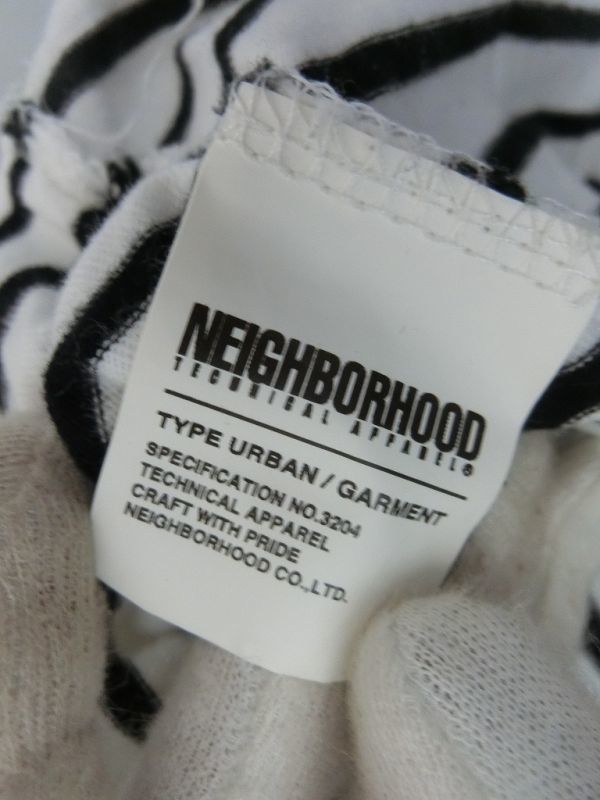 NEIGHBORHOOD
TECHNICAL APPAREL®
TYPE URBAN / GARMENT
SPECIFICATION NO.3204
TECHNICAL APPAREL
CRAFT WITH PRIDE
NEIGHBORHOOD CO.,LTD.